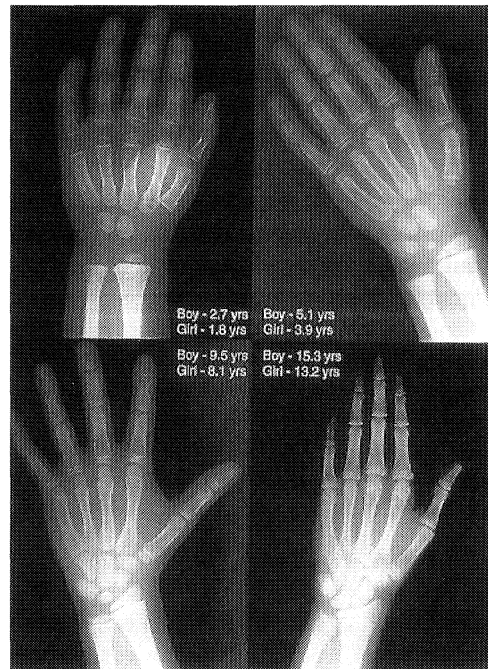 Boy - 2.7 yrs
Girl - 1.8 yrs
Boy - 5.1 yrs
Girl - 3.9 yrs
Boy - 9.5 yrs
Girl - 8.1 yrs
Boy - 15.3 yrs
Girl - 13.2 yrs